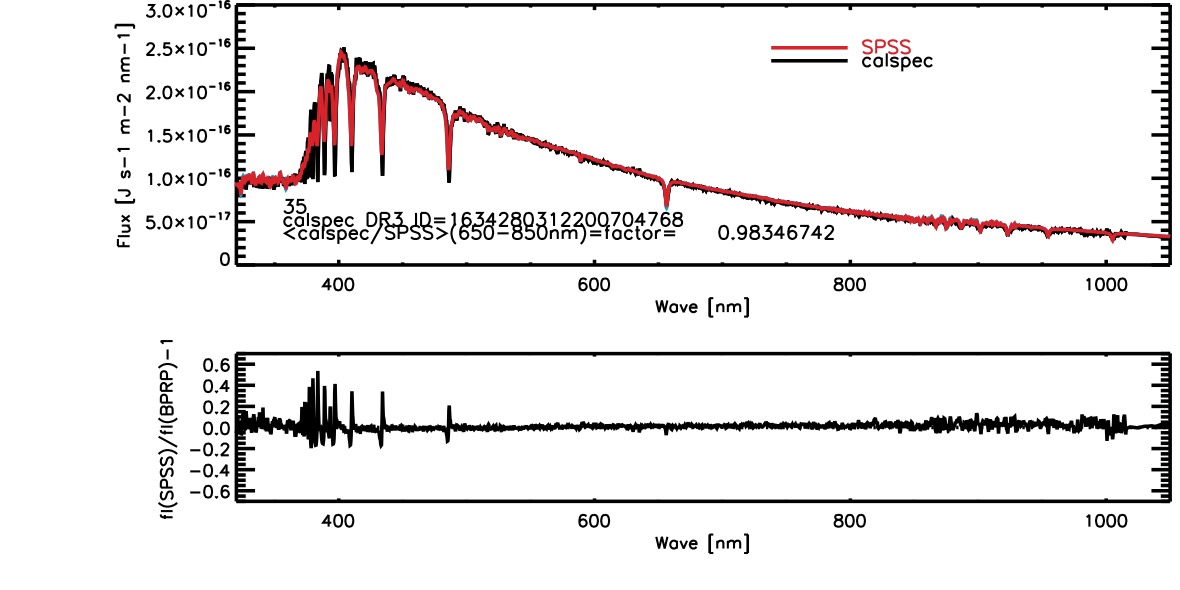 3.0×10−16
2.5×10−16
2.0×10−16
1.5×10−16
1.0×10−16
5.0×10−17
0
Flux [J s−1 m−2 nm−1]
SPSS
calspec
35
calspec DR3_ID=1634280312200704768
<calspec/SPSS>(650−850nm)=factor= 0.98346742
400 600 800 1000
Wave [nm]
0.6
0.4
0.2
0.0
−0.2
−0.4
−0.6
fl(SPSS)/fl(BPRP)−1
400 600 800 1000
Wave [nm]